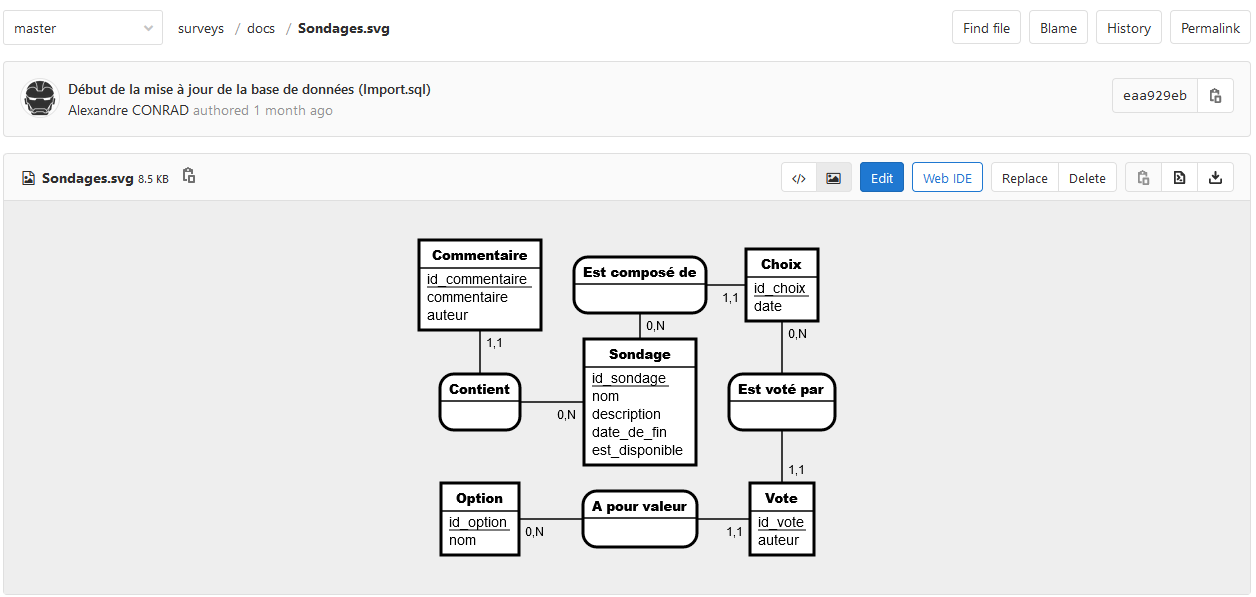 master
surveys / docs / Sondages.svg
Find file
Blame
History
Permalink
Début de la mise à jour de la base de données (Import.sql)
Alexandre CONRAD authored 1 month ago
eaa929eb
Sondages.svg 8.5 KB
</>
Edit
Web IDE
Replace
Delete
Commentaire
id_commentaire
commentaire
auteur
1,1
Est composé de
1,1
0,N
Choix
id_choix
date
0,N
Contient
0,N
Sondage
id_sondage
nom
description
date_de_fin
est_disponible
Est voté par
1,1
Option
id_option
nom
0,N
A pour valeur
1,1
Vote
id_vote
auteur